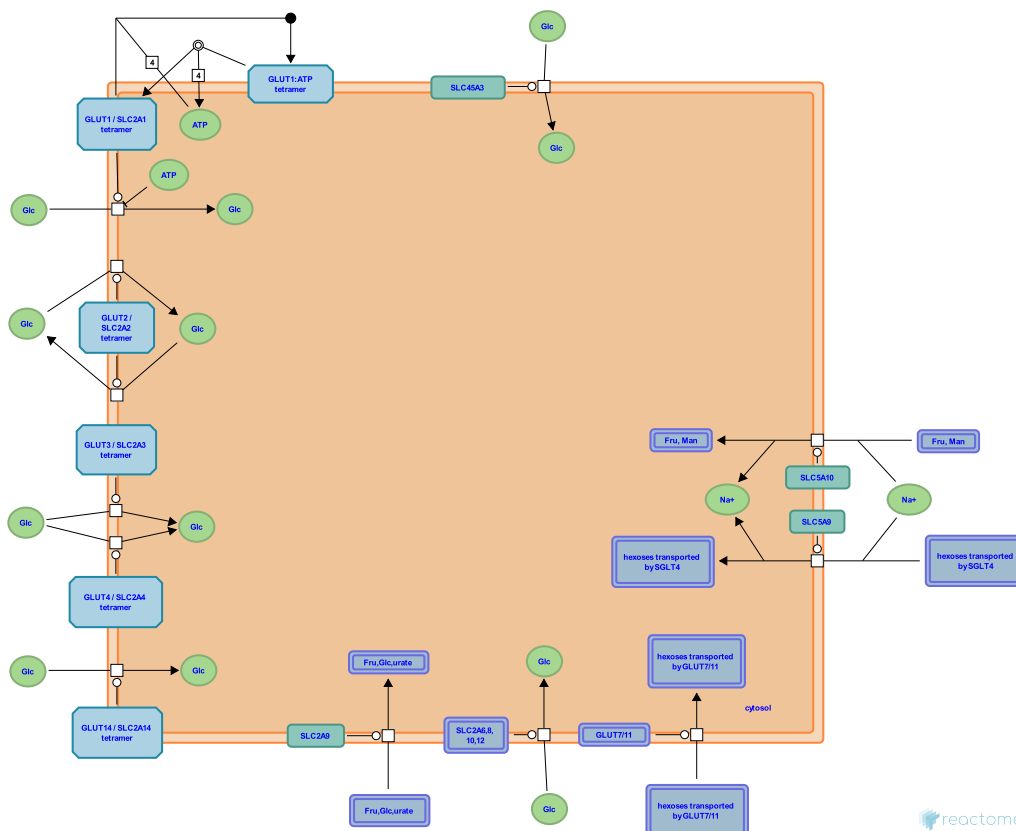 Glc
4
4
GLUT1:ATP
tetramer
SLC45A3
GLUT1 / SLC2A1
tetramer
ATP
Glc
ATP
Glc
Glc
Glc
GLUT2 /
SLC2A2
tetramer
Glc
GLUT3 / SLC2A3
tetramer
Fru, Man
Fru, Man
SLC5A10
Na+
Na+
Glc
Glc
SLC5A9
hexoses transported
by SGLT4
hexoses transported
by SGLT4
GLUT4 / SLC2A4
tetramer
Glc
Glc
Fru,Glc,urate
Glc
hexoses transported
by GLUT7/11
cytosol
GLUT14 / SLC2A14
tetramer
SLC2A9
SLC2A6,8,
10,12
GLUT7/11
Fru,Glc,urate
Glc
hexoses transported
by GLUT7/11
reactome